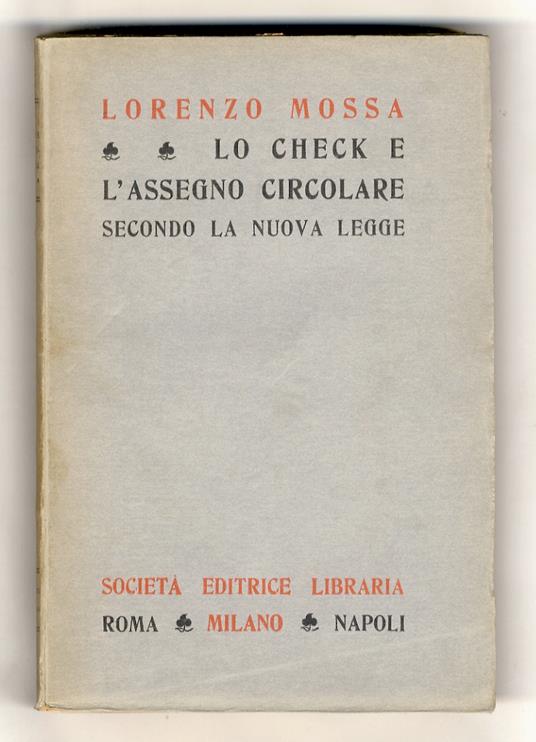 LORENZO MOSSA
LO CHECK E
L'ASSEGNO CIRCOLARE
SECONDO LA NUOVA LEGGE
SOCIETÀ EDITRICE LIBRARIA
ROMA MILANO NAPOLI